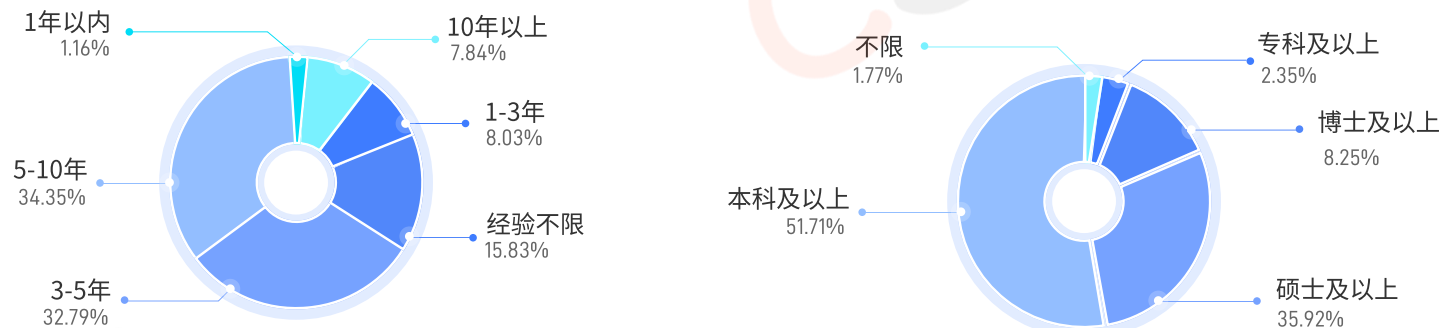 1年以内
1.16%
10年以上
7.84%
1-3年
8.03%
5-10年
34.35%
经验不限
15.83%
3-5年
32.79%
不限
1.77%
专科及以上
2.35%
博士及以上
8.25%
本科及以上
51.71%
硕士及以上
35.92%